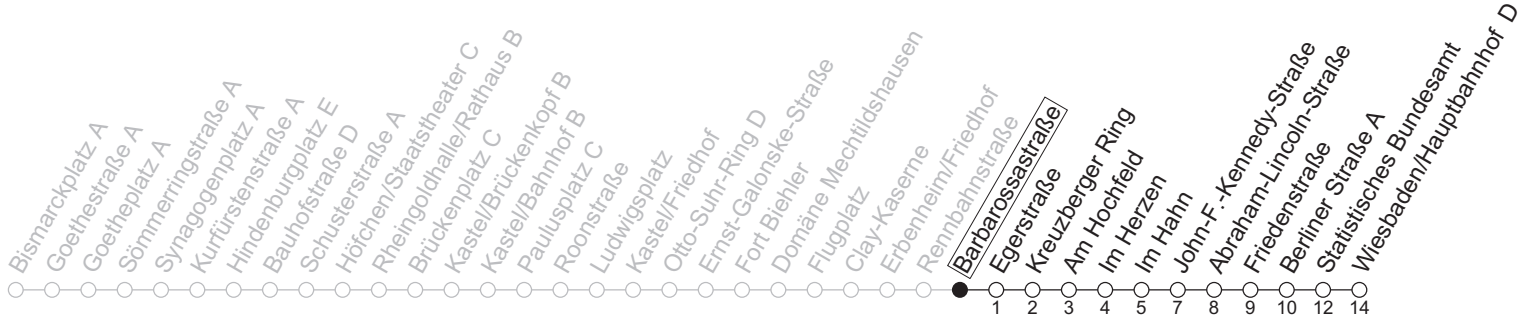 Bismarckplatz A
Goethestraße A
Goetheplatz A
Sömmerringstraße A
Synagogenplatz A
Kurfürstenstraße A
Hindenburgplatz E
Bauhofstraße D
Schusterstraße A
Höfchen/Staatstheater C
Rheingoldhalle/Rathaus B
Brückenplatz C
Kastel/Brückenkopf B
Kastel/Bahnhof B
Paulusplatz C
Roonstraße
Ludwigsplatz
Kastel/Friedhof
Otto-Suhr-Ring D
Ernst-Galonske-Straße
Fort Biehler
Domäne Mechtildshausen
Flugplatz
Clay-Kaserne
Erbenheim/Friedhof
Rennbahnstraße
Barbarossastraße
Egerstraße
Kreuzberger Ring
Am Hochfeld
Im Herzen
Im Hahn
John-F.-Kennedy-Straße
Abraham-Lincoln-Straße
Friedenstraße
Berliner Straße A
Statistisches Bundesamt
Wiesbaden/Hauptbahnhof D
1 2 3 4 5 7 8 9 10 12 14